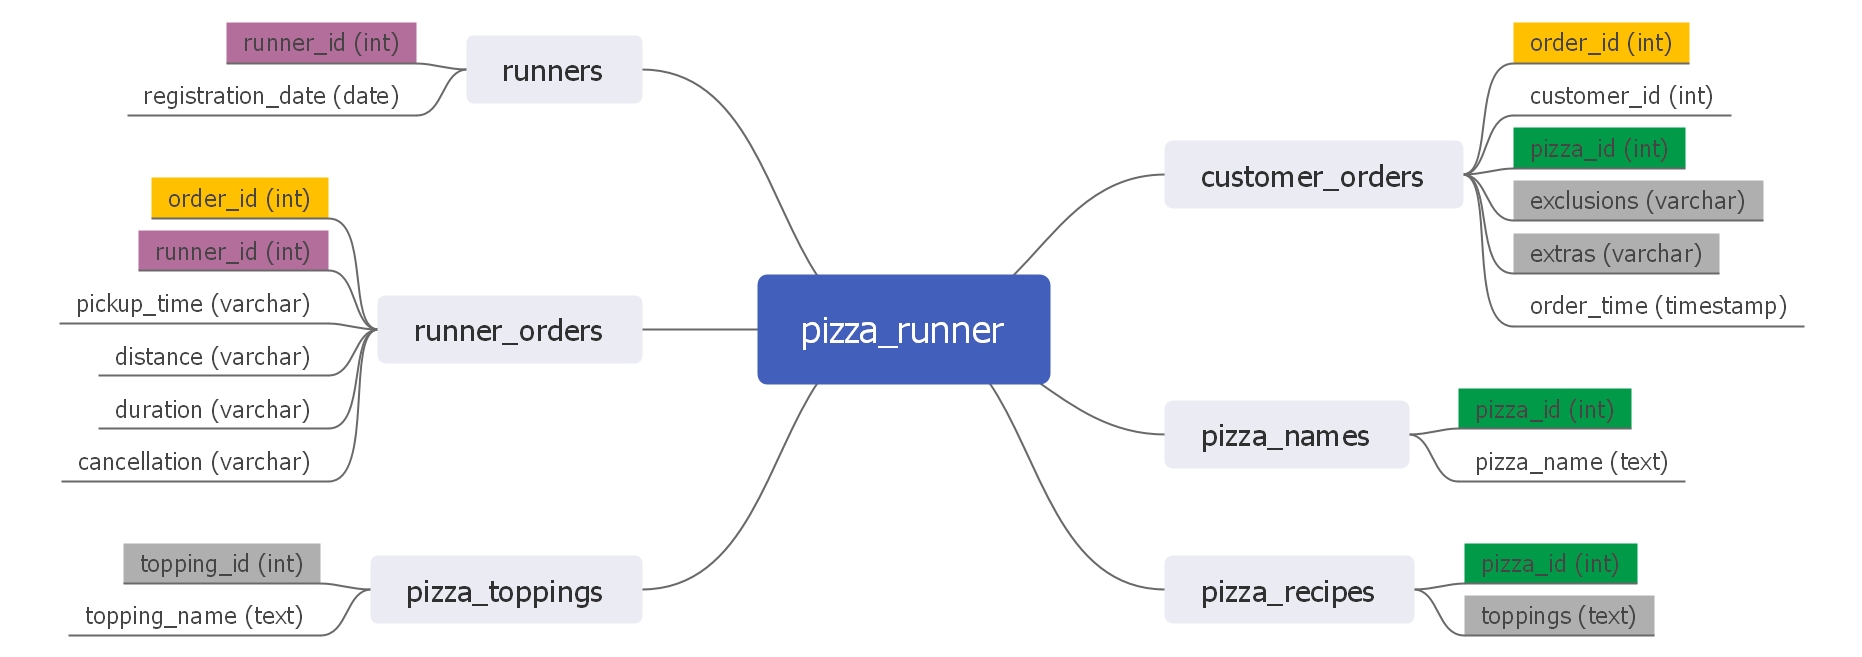 runner_id (int)
registration_date (date)
runners
order_id (int)
runner_id (int)
pickup_time (varchar)
distance (varchar)
duration (varchar)
cancellation (varchar)
runner_orders
topping_id (int)
topping_name (text)
pizza_toppings
pizza_runner
customer_orders
order_id (int)
customer_id (int)
pizza_id (int)
exclusions (varchar)
extras (varchar)
order_time (timestamp)
pizza_names
pizza_id (int)
pizza_name (text)
pizza_recipes
pizza_id (int)
toppings (text)